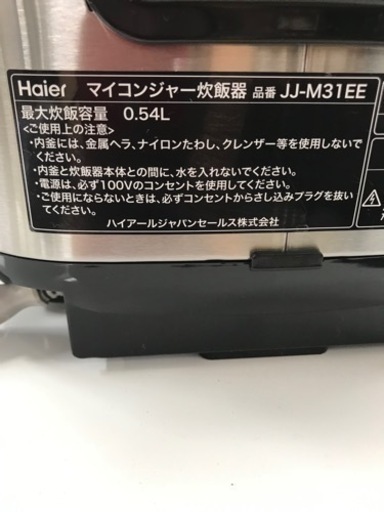 Haier マイコンジャー炊飯器 品番 JJ-M31EE
最大炊飯容量 0.54L
<ご使用上の注意>
・内釜には、金属ヘラ、ナイロンたわし、クレンザー等を使用しないで
ください。
・内釜と炊飯器本体との間に、水を入れないでください。
・電源は、必ず100Vのコンセントを使用してください。
・ご使用にならないときは、必ずコンセントからさし込みプラグを抜い
てください。
ハイアールジャパンセールス株式会社